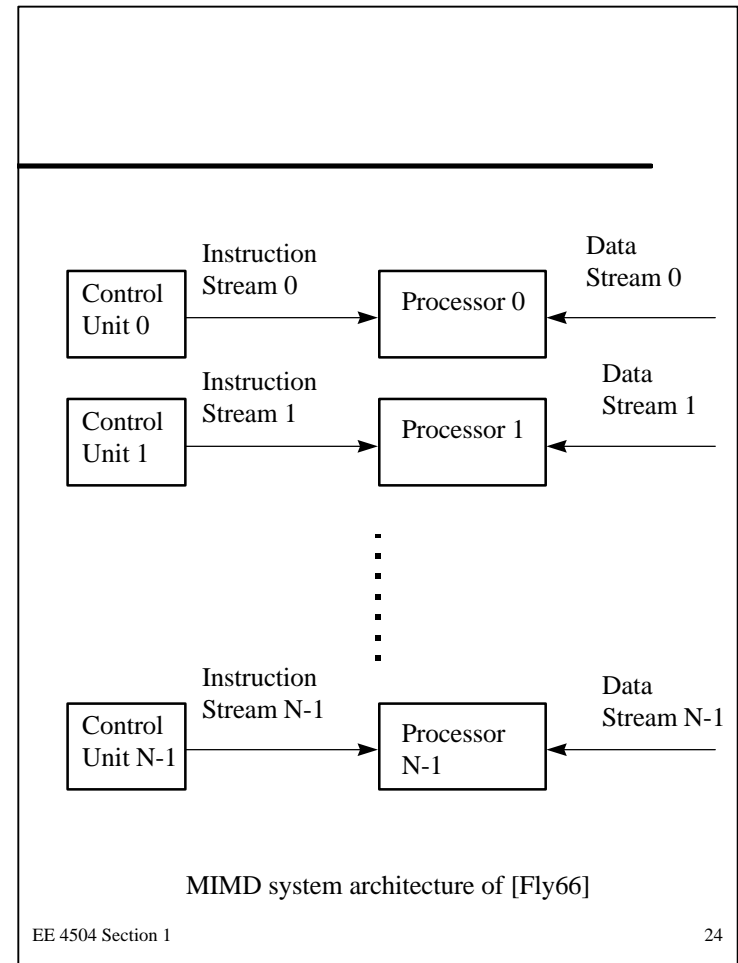 Instruction
Stream 0
Data
Stream 0
Control
Unit 0
Processor 0
Instruction
Stream 1
Data
Stream 1
Control
Unit 1
Processor 1
Instruction
Stream N-1
Data
Stream N-1
Control
Unit N-1
Processor
N-1
MIMD system architecture of [Fly66]
EE 4504 Section 1
24